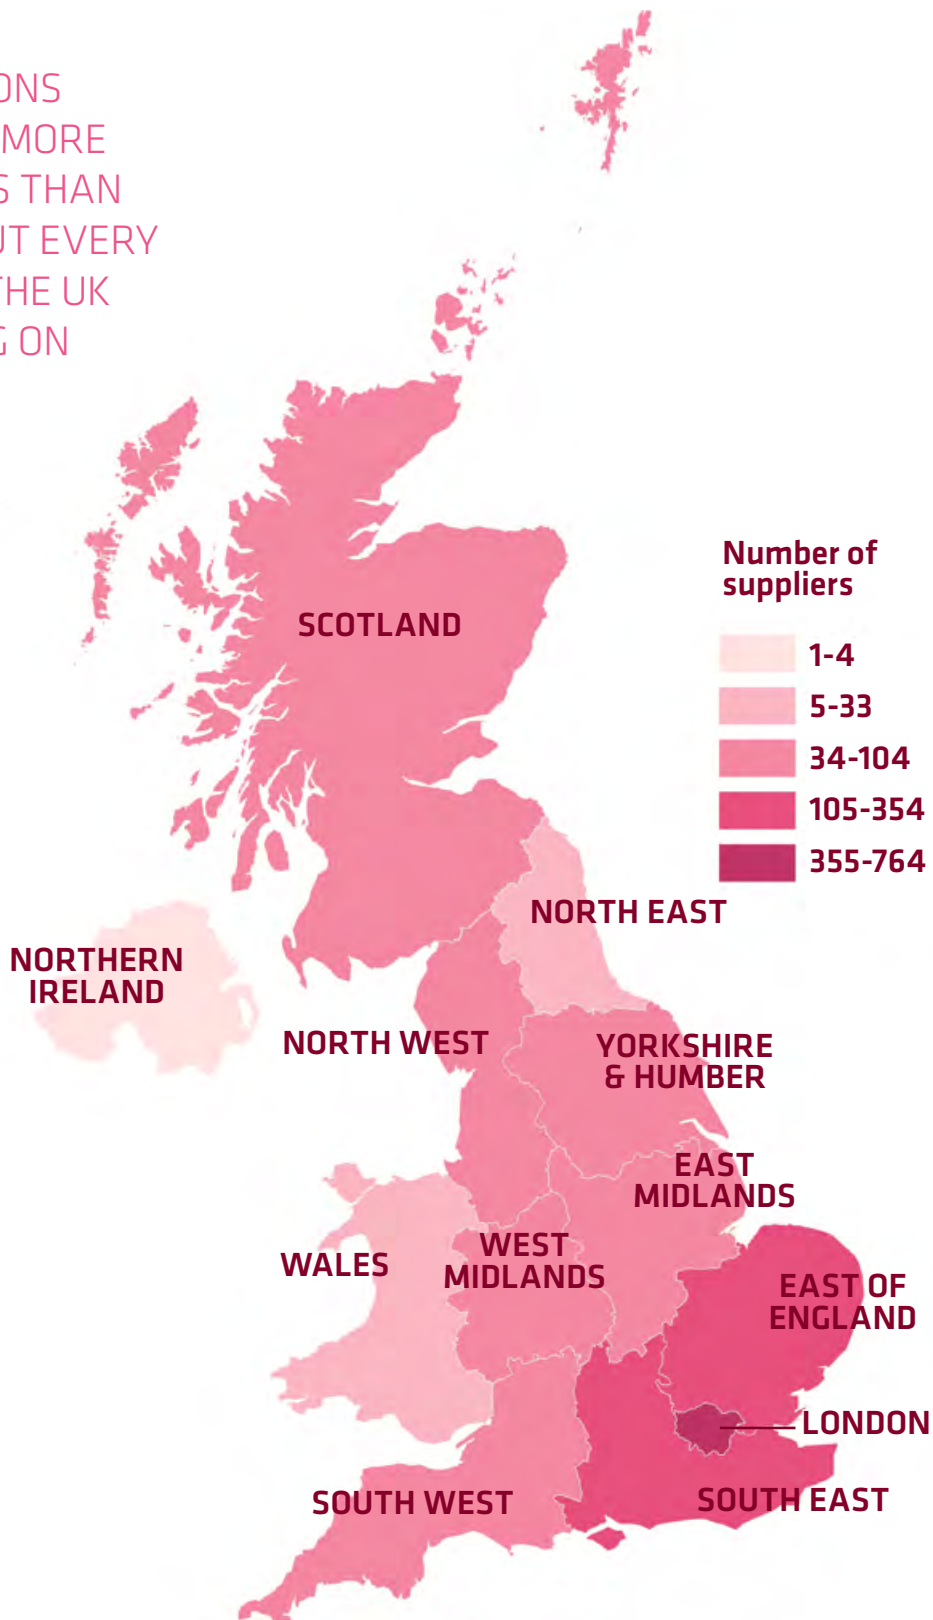 ONS
MORE
S THAN
UT EVERY
THE UK
G ON
Number of
suppliers
1-4
5-33
34-104
105-354
355-764
SCOTLAND
NORTH EAST
NORTHERN
IRELAND
NORTH WEST
YORKSHIRE
& HUMBER
EAST
MIDLANDS
WALES
WEST
MIDLANDS
EAST OF
ENGLAND
LONDON
SOUTH WEST
SOUTH EAST